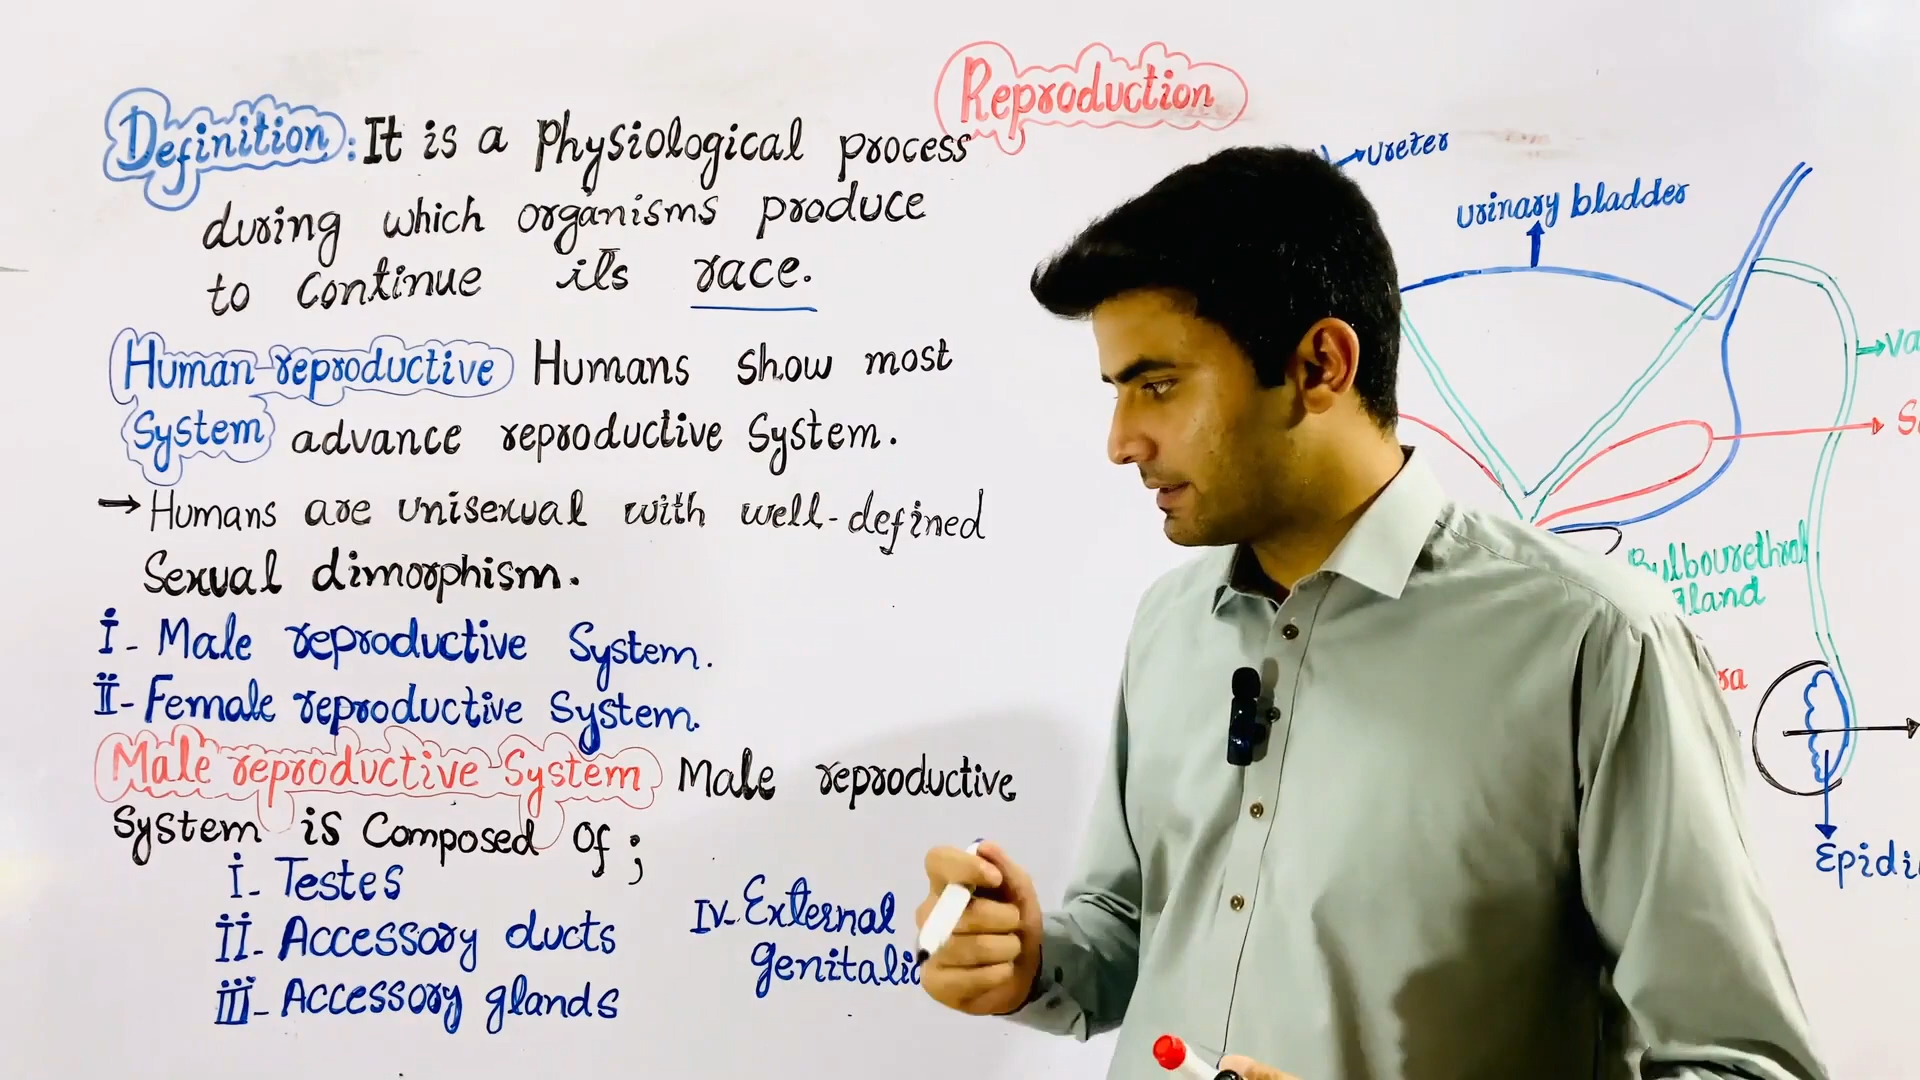 Reproduction
Definition: It is a Physiological process
during which organisms produce
to continue its race.
Human reproductive Humans show most
System advance reproductive System.
→ Humans are unisexual with well-defined
Sexual dimorphism.
i- Male reproductive System.
ii- Female reproductive System.
Male reproductive System Male reproductive
System is Composed Of ;
i- Testes
ii- Accessory ducts
iii- Accessory glands
iv- External
genitalia
ureter
urinary bladder
Bulbourethral
gland